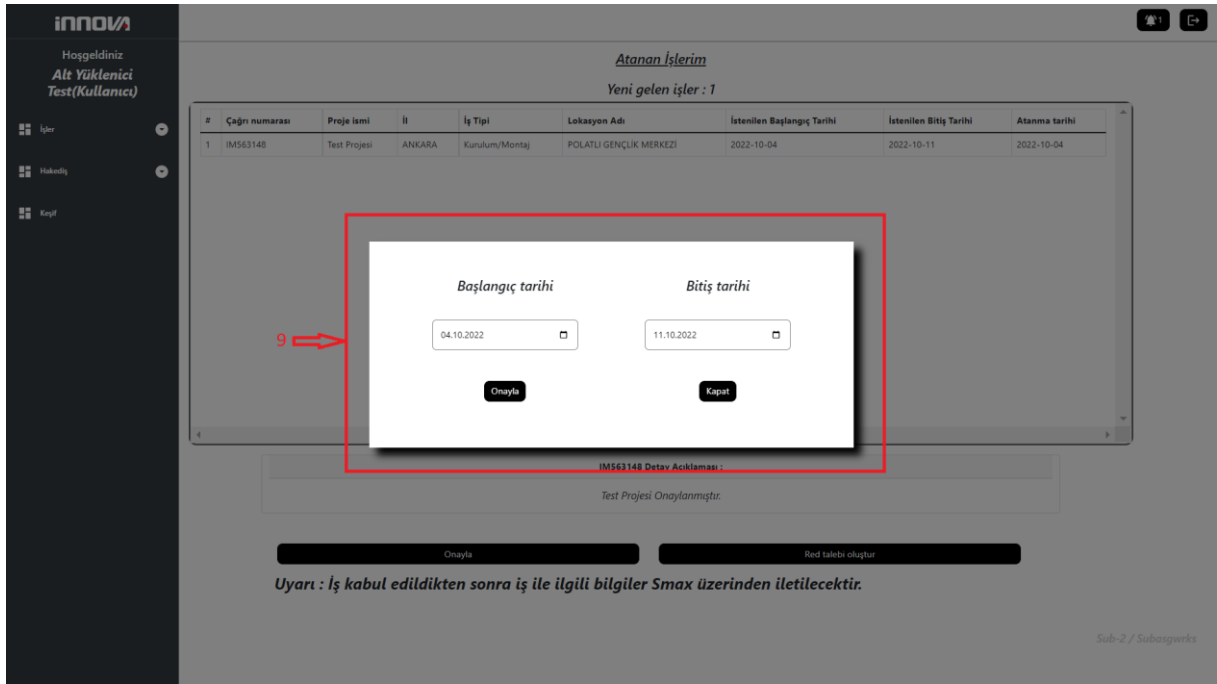 innova
1
Hoşgeldiniz
Alt Yüklenici
Test(Kullanıcı)
İşler
Hakediş
Keşif
Atanan İşlerim
Yeni gelen işler : 1
# Çağrı numarası Proje ismi İl İş Tipi Lokasyon Adı İstenilen Başlangıç Tarihi İstenilen Bitiş Tarihi Atanma tarihi
1 IM563148 Test Projesi ANKARA Kurulum/Montaj POLATLI GENÇLİK MERKEZİ 2022-10-04 2022-10-11 2022-10-04
Başlangıç tarihi Bitiş tarihi
9 04.10.2022 11.10.2022
Onayla Kapat
IM563148 Detay Açıklaması :
Test Projesi Onaylanmıştır.
Onayla Red talebi oluştur
Uyarı : İş kabul edildikten sonra iş ile ilgili bilgiler Smax üzerinden iletilecektir.
Sub-2 / Subasgwrks